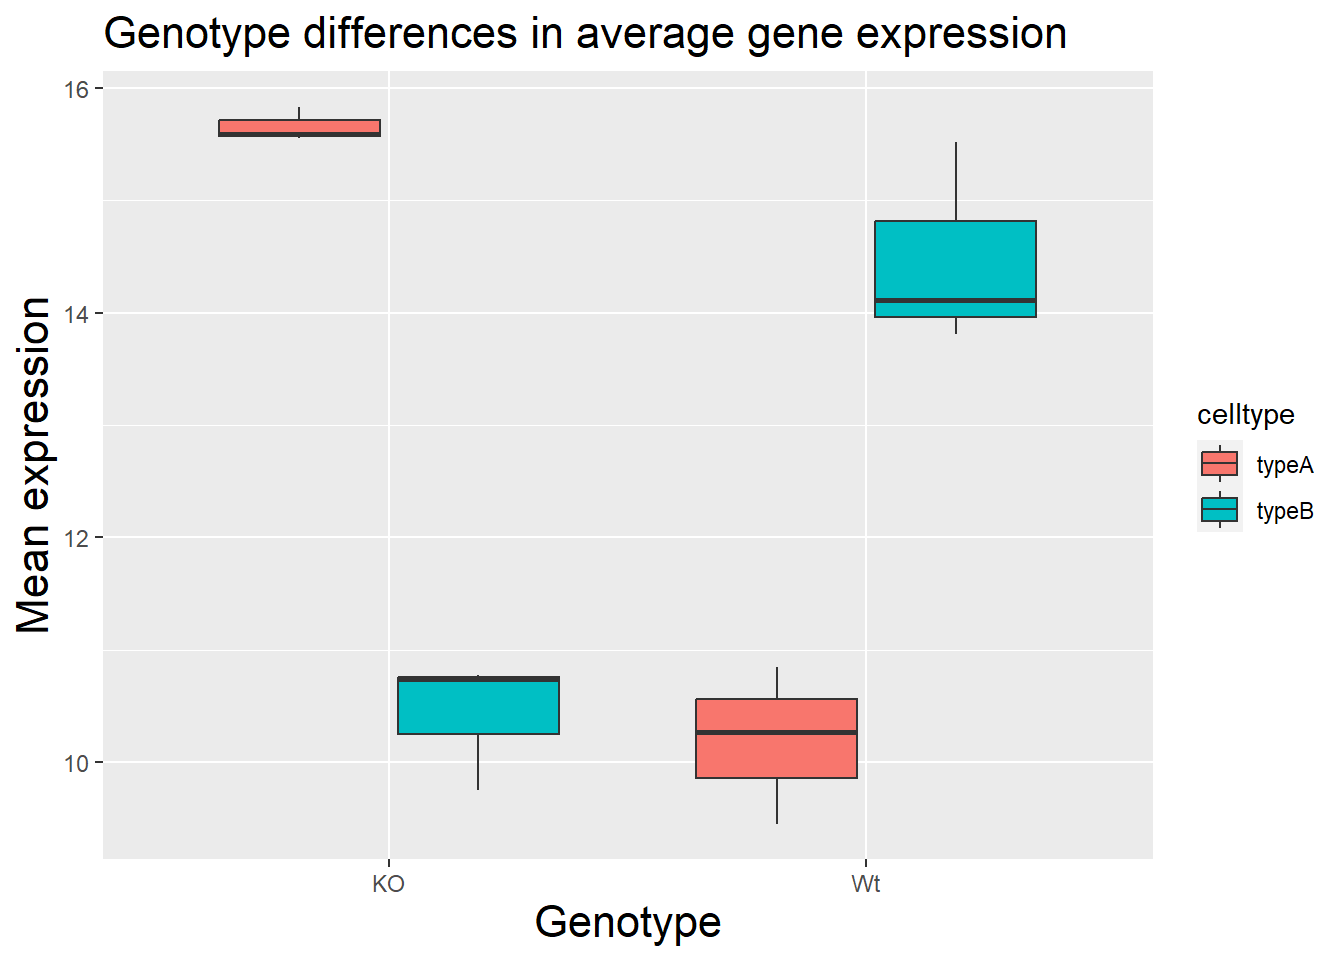 Genotype differences in average gene expression
Mean expression
16
14
12
10
KO
Wt
Genotype
celltype
typeA
typeB